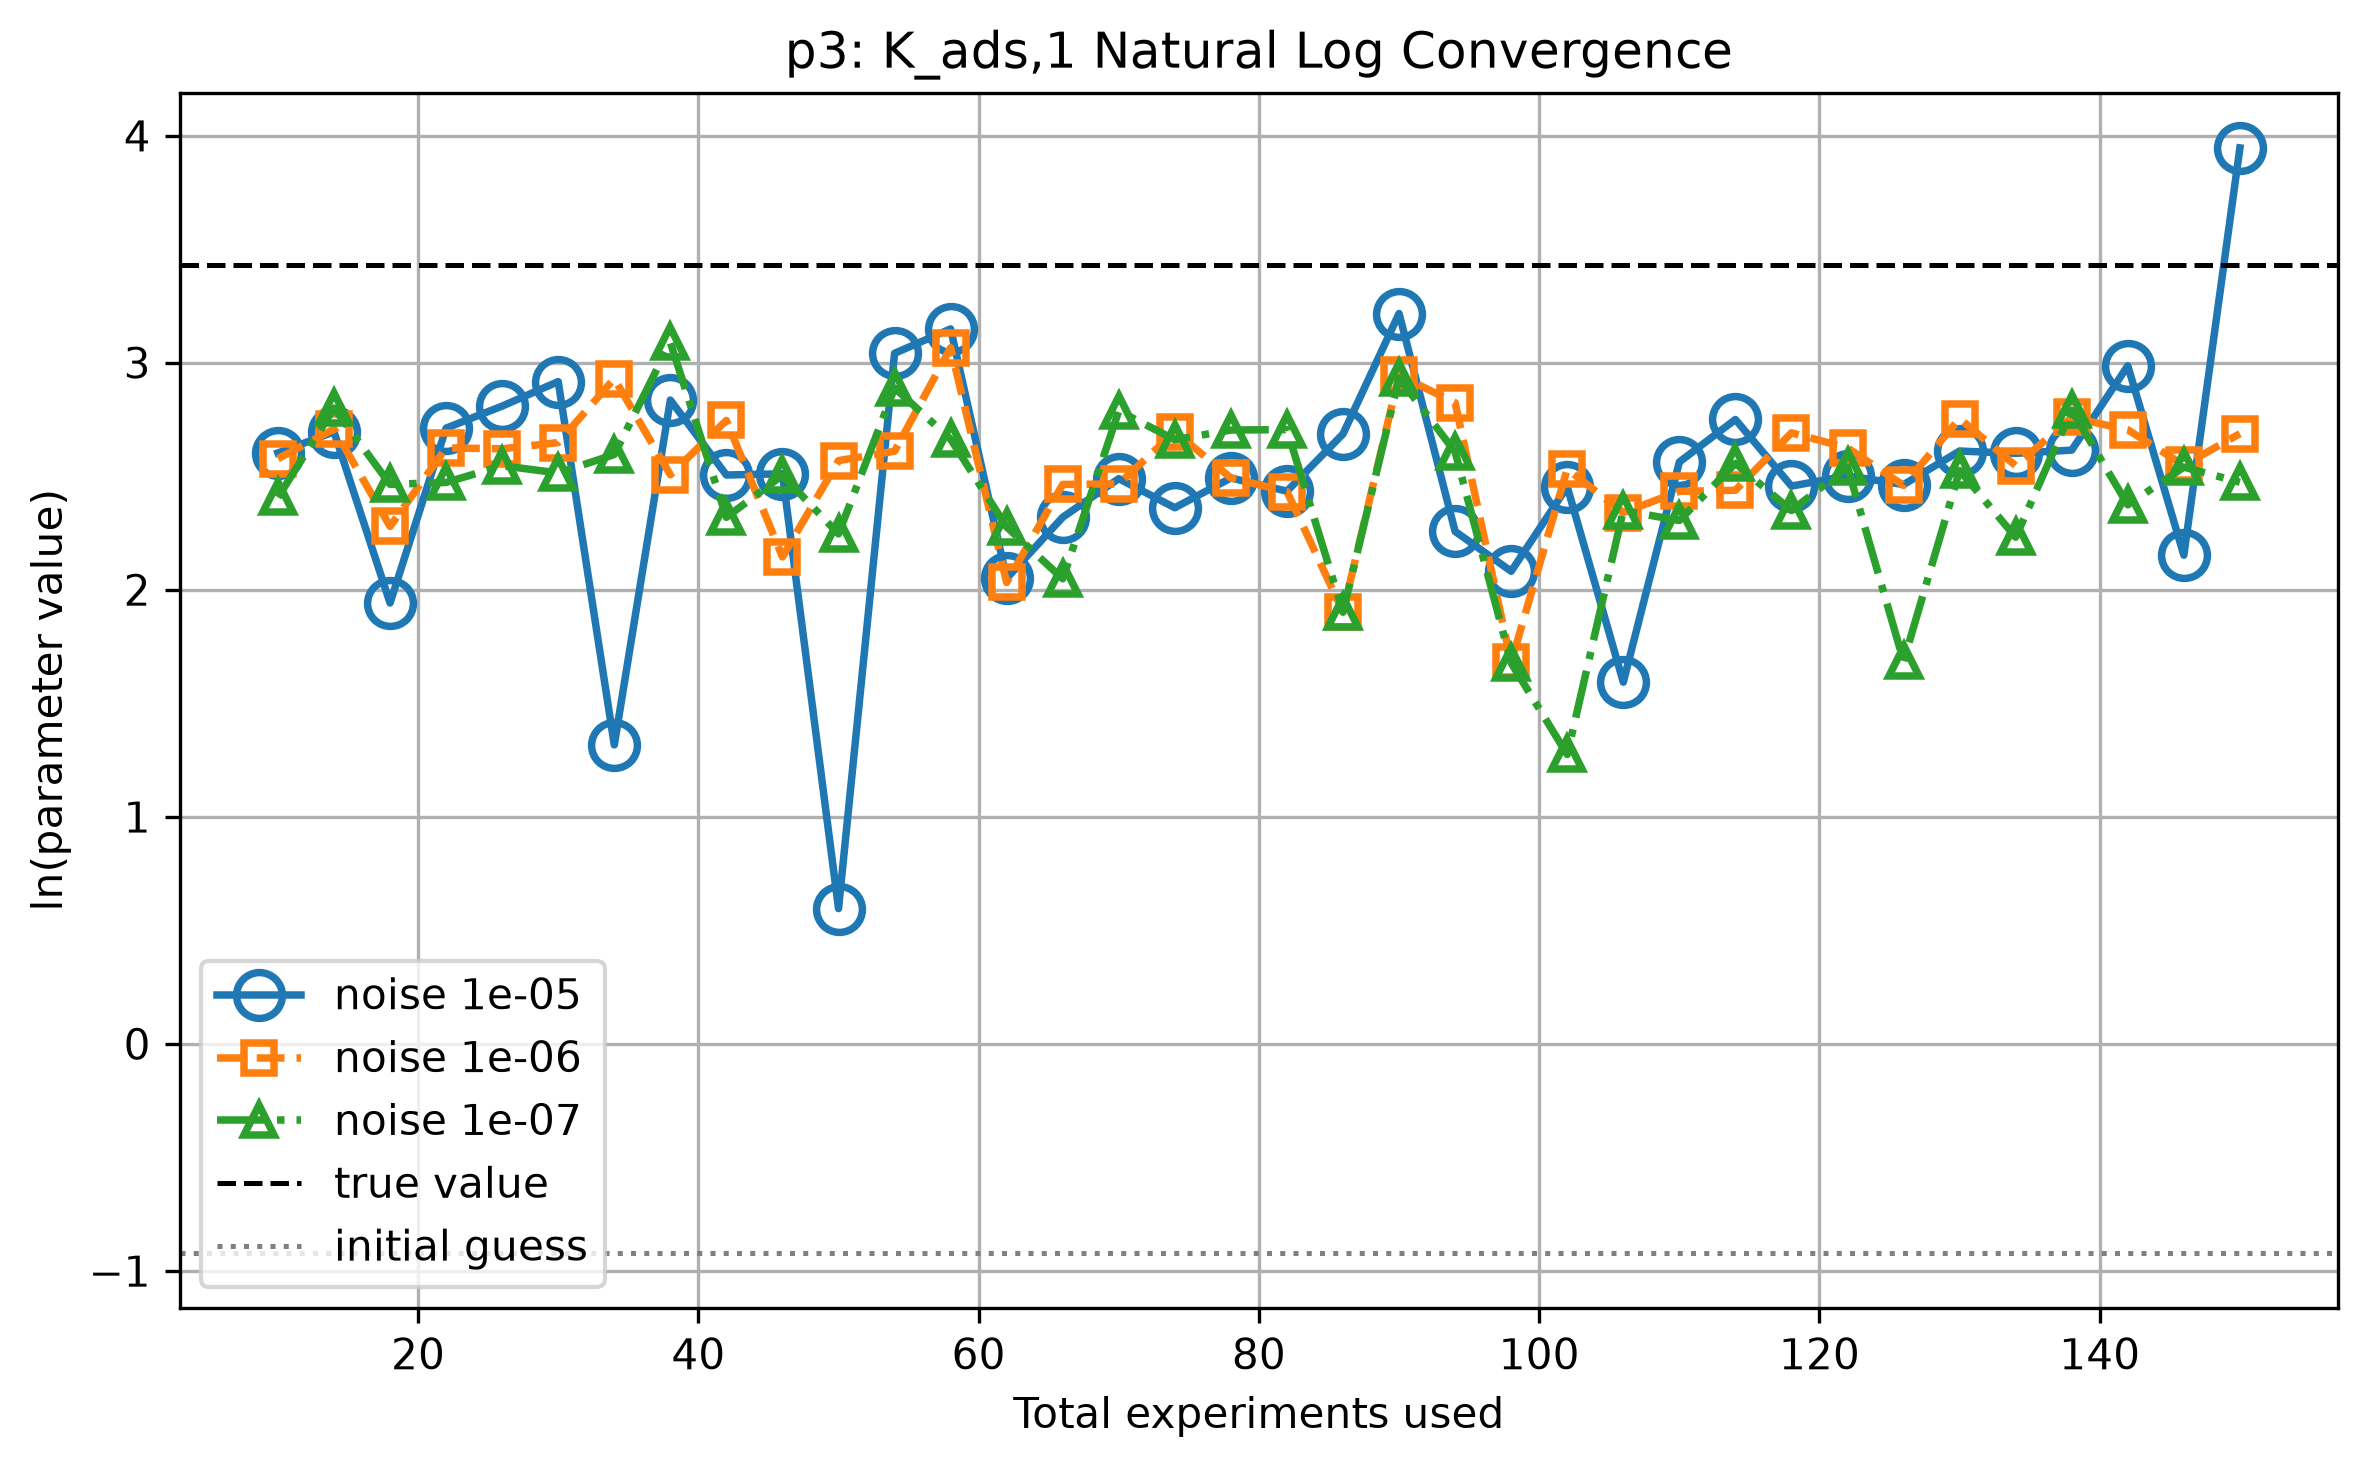 p3: K_ads,1 Natural Log Convergence
ln(parameter value)
4
3
2
1
0
−1
noise 1e-05
noise 1e-06
noise 1e-07
true value
initial guess
20 40 60 80 100 120 140
Total experiments used